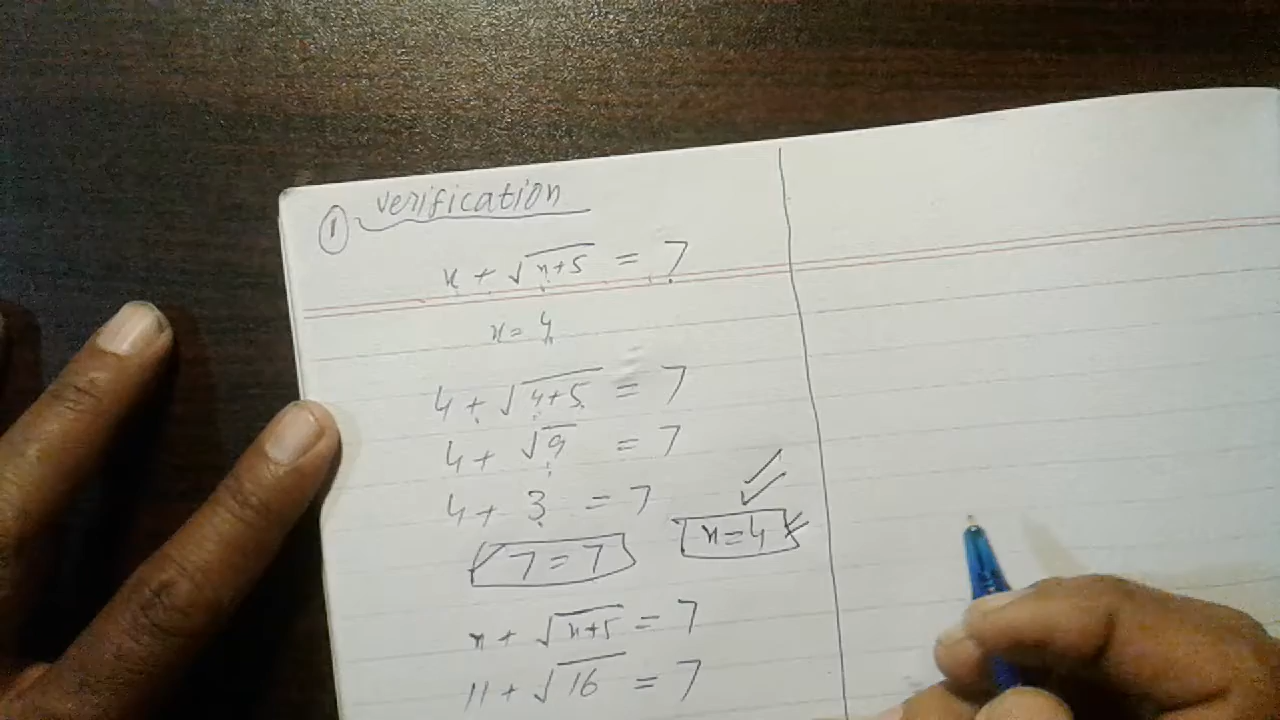 ① verification
x + √(x+5) = 7
x = 4
4 + √(4+5) = 7
4 + √9 = 7
4 + 3 = 7
7 = 7
x = 4
x + √(x+5) = 7
11 + √16 = 7